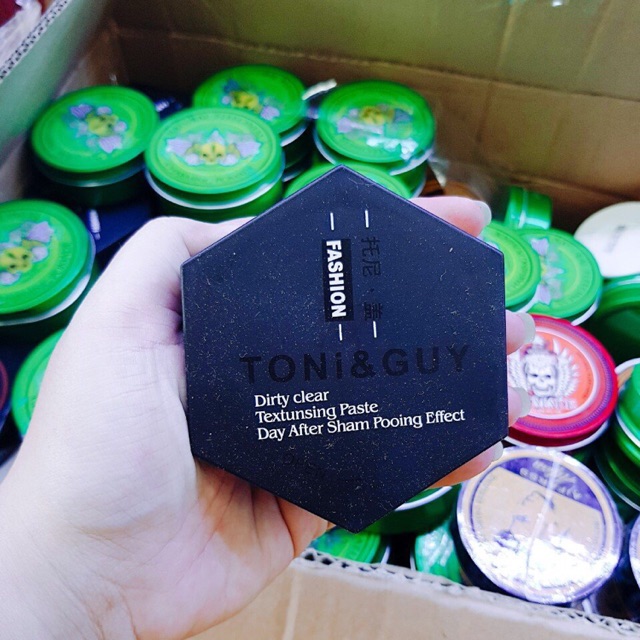 托尼·盖
FASHION
TONi&GUY
Dirty clear
Textunsing Paste
Day After Sham Pooing Effect